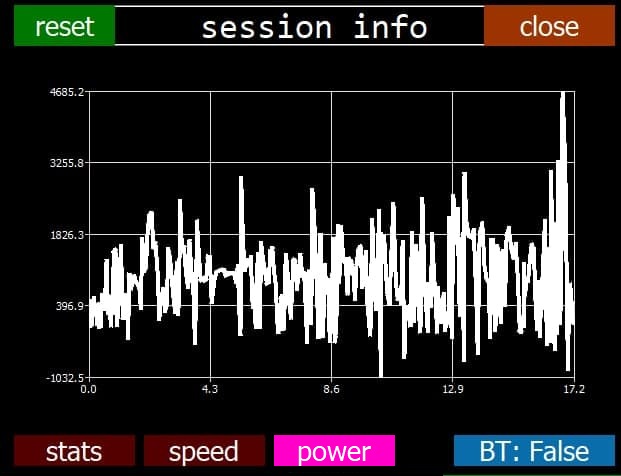 reset session info close
4685.2
3255.8
1826.3
396.9
-1032.5
0.0 4.3 8.6 12.9 17.2
stats speed power BT: False